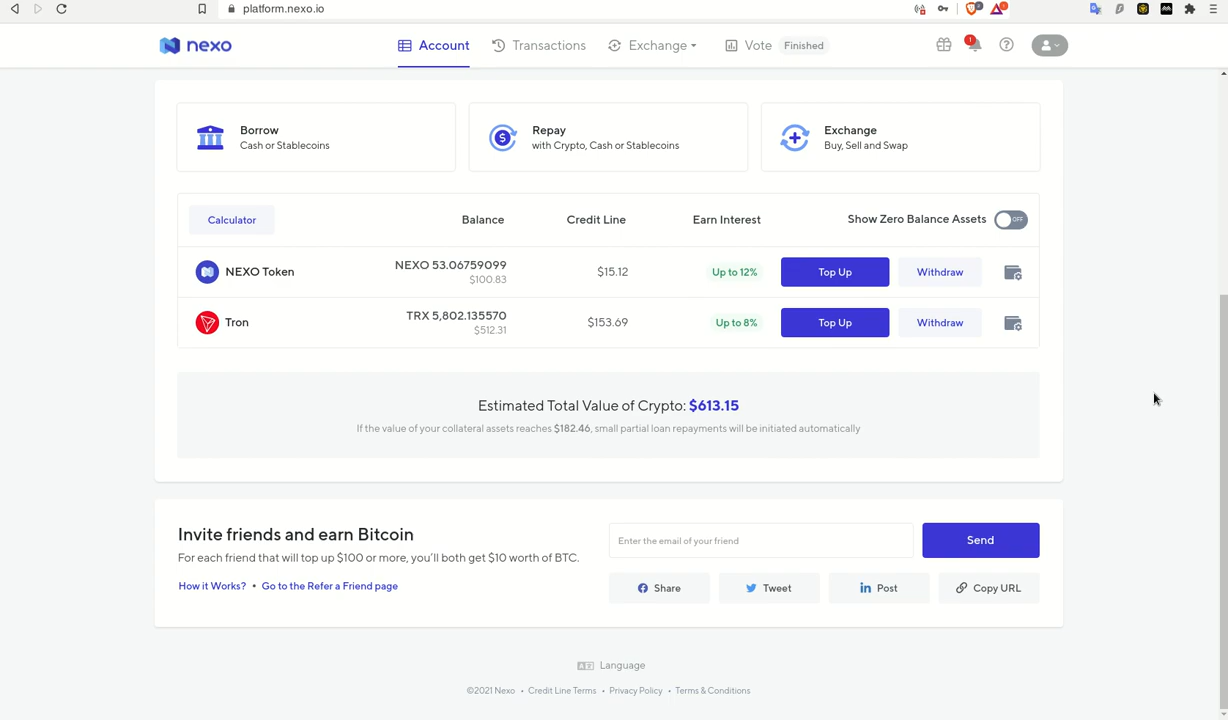 platform.nexo.io
nexo
Account
Transactions
Exchange
Vote
Finished
1
Borrow
Cash or Stablecoins
Repay
with Crypto, Cash or Stablecoins
Exchange
Buy, Sell and Swap
Calculator
Balance
Credit Line
Earn Interest
Show Zero Balance Assets
OFF
NEXO Token
NEXO 53.06759099
$100.83
$15.12
Up to 12%
Top Up
Withdraw
Tron
TRX 5,802.135570
$512.31
$153.69
Up to 8%
Top Up
Withdraw
Estimated Total Value of Crypto: $613.15
If the value of your collateral assets reaches $182.46, small partial loan repayments will be initiated automatically
Invite friends and earn Bitcoin
For each friend that will top up $100 or more, you'll both get $10 worth of BTC.
How it Works? • Go to the Refer a Friend page
Enter the email of your friend
Send
Share
Tweet
Post
Copy URL
Language
©2021 Nexo • Credit Line Terms • Privacy Policy • Terms & Conditions